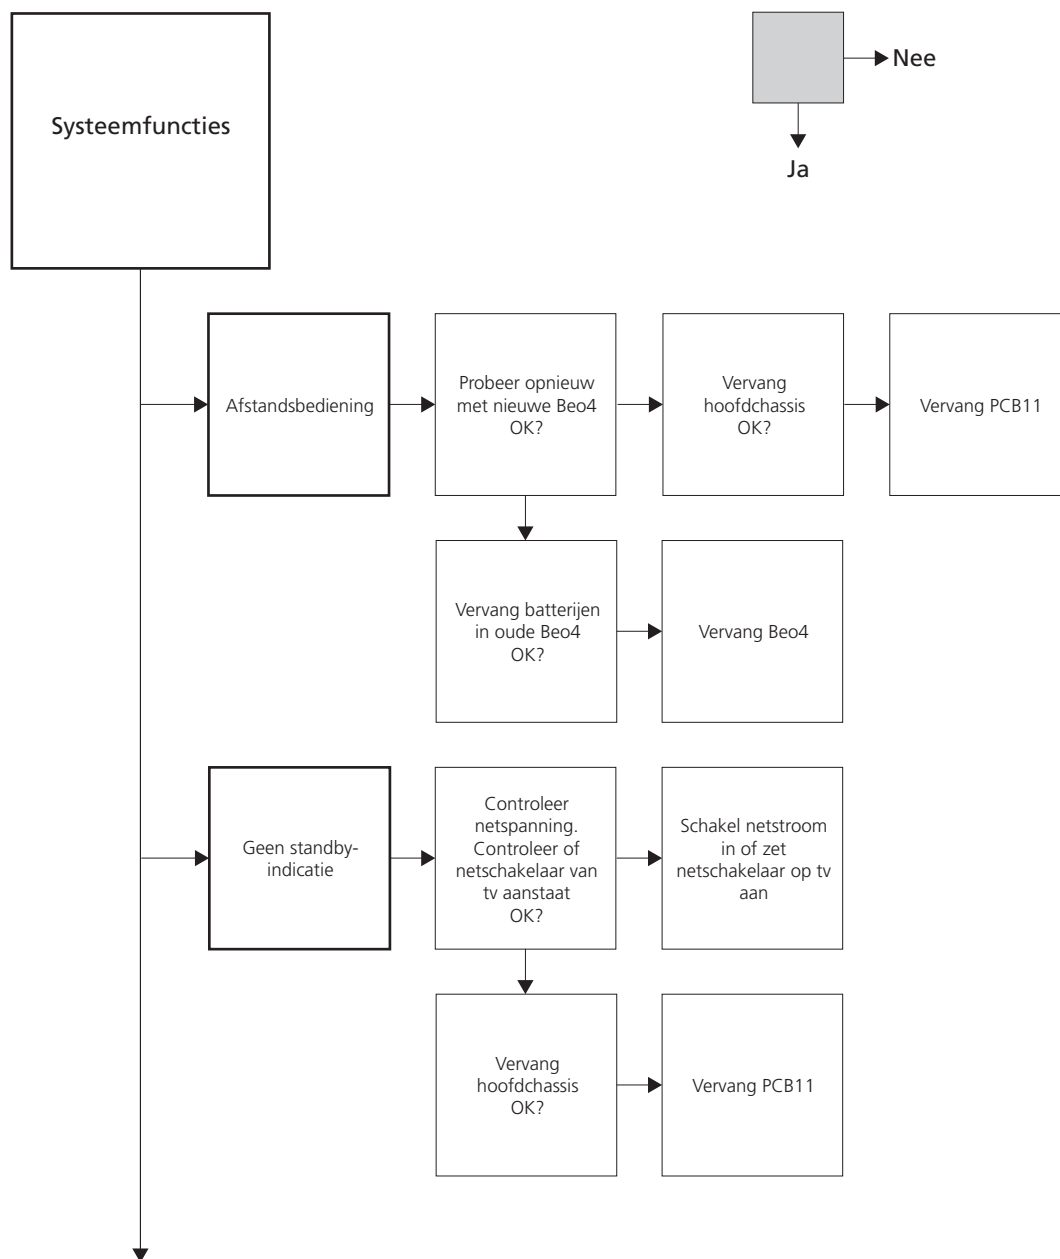 Systeemfuncties
Nee
Ja
Afstandsbediening
Probeer opnieuw
met nieuwe Beo4
OK?
Vervang
hoofdchassis
OK?
Vervang PCB11
Vervang batterijen
in oude Beo4
OK?
Vervang Beo4
Geen standby-
indicatie
Controleer
netspanning.
Controleer of
netschakelaar van
tv aanstaat
OK?
Schakel netstroom
in of zet
netschakelaar op tv
aan
Vervang
hoofdchassis
OK?
Vervang PCB11